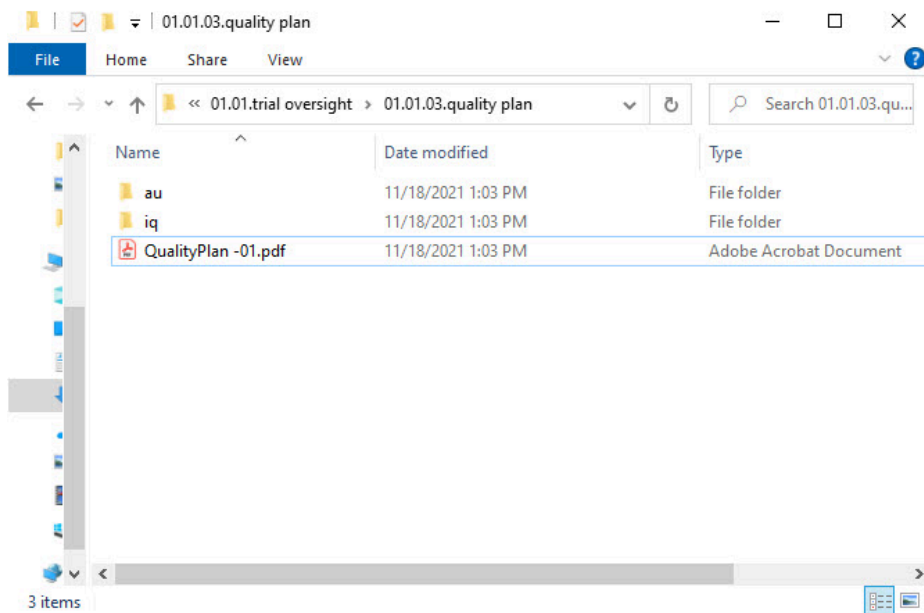 01.01.03.quality plan
File Home Share View
« 01.01.trial oversight > 01.01.03.quality plan Search 01.01.03.qu...
Name Date modified Type
au 11/18/2021 1:03 PM File folder
iq 11/18/2021 1:03 PM File folder
QualityPlan -01.pdf 11/18/2021 1:03 PM Adobe Acrobat Document
3 items